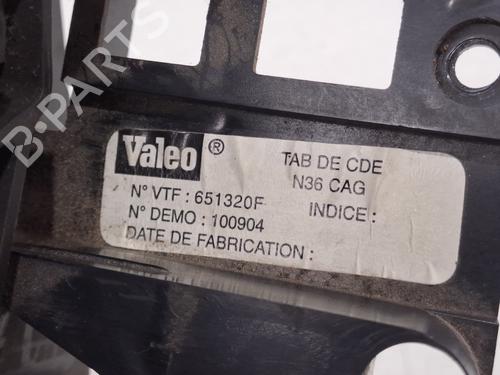 B-PARTS
Valeo ®
TAB DE CDE
N36 CAG
N° VTF : 651320F
INDICE :
N° DEMO : 100904
DATE DE FABRICATION :